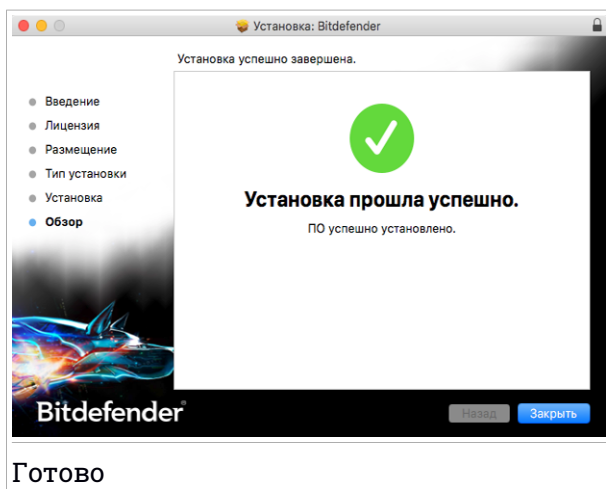 Установка: Bitdefender
Установка успешно завершена.
Введение
Лицензия
Размещение
Тип установки
Установка
Обзор
Установка прошла успешно.
ПО успешно установлено.
Bitdefender®
Назад
Закрыть
Готово